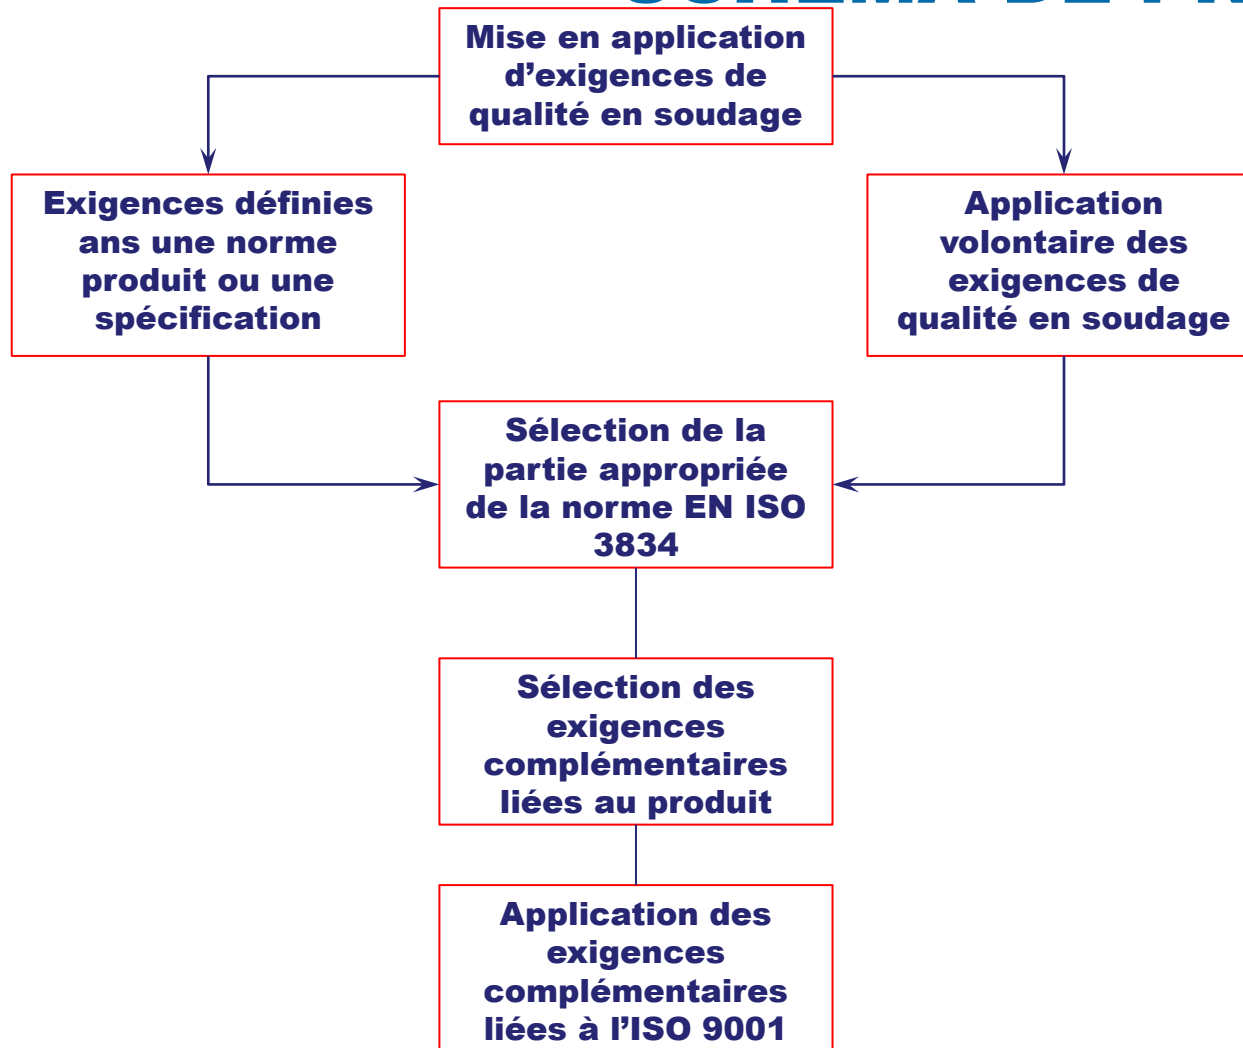 Mise en application
d’exigences de
qualité en soudage
Exigences définies
ans une norme
produit ou une
spécification
Application
volontaire des
exigences de
qualité en soudage
Sélection de la
partie appropriée
de la norme EN ISO
3834
Sélection des
exigences
complémentaires
liées au produit
Application des
exigences
complémentaires
liées à l’ISO 9001